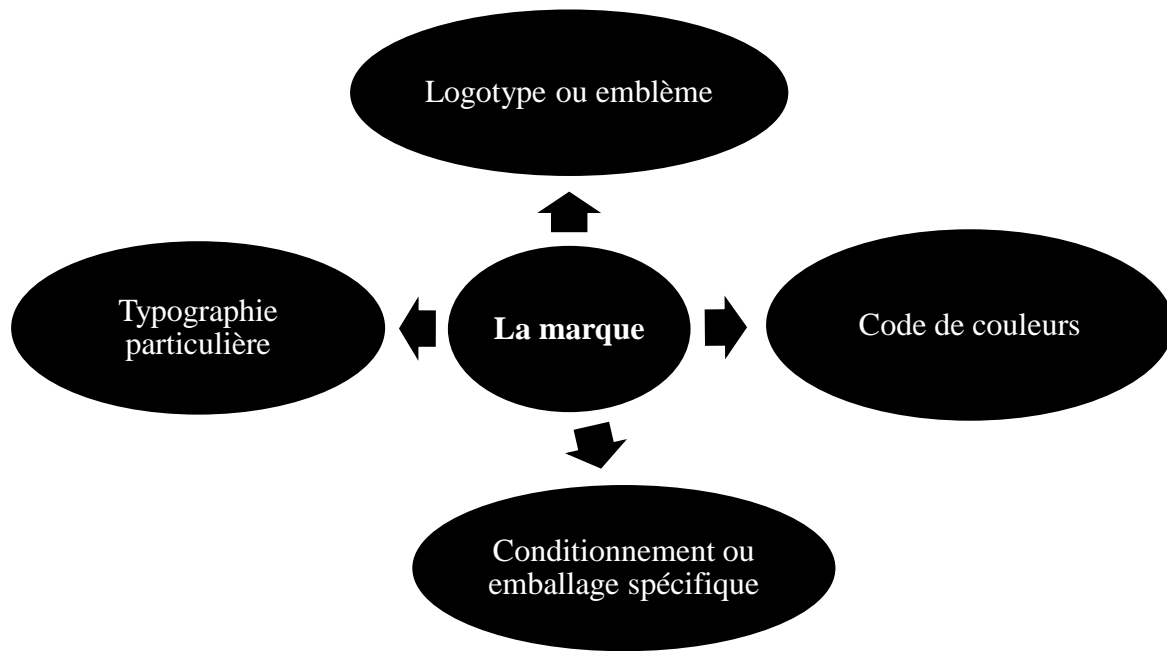 Logotype ou emblème
Typographie
particulière
La marque
Code de couleurs
Conditionnement ou
emballage spécifique